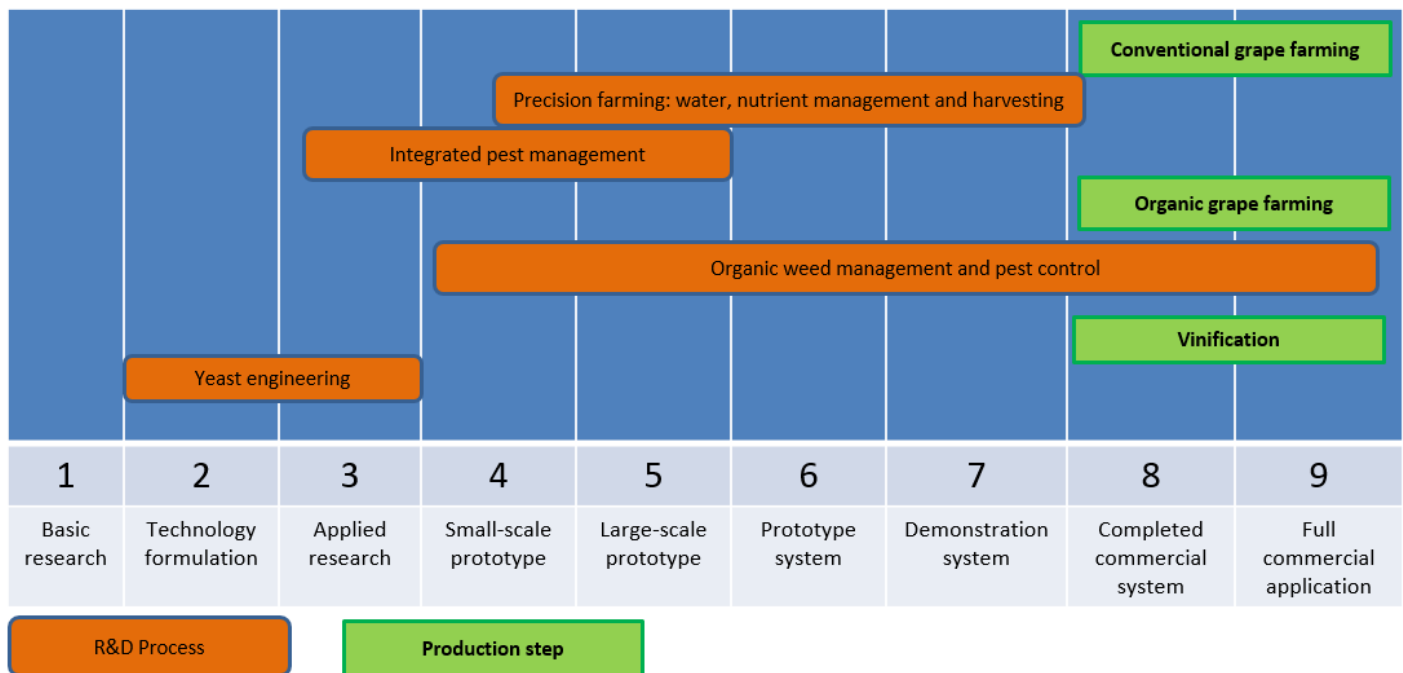 Conventional grape farming
Precision farming: water, nutrient management and harvesting
Integrated pest management
Organic grape farming
Organic weed management and pest control
Vinification
Yeast engineering
1
2
3
4
5
6
7
8
9
Basic
research
Technology
formulation
Applied
research
Small-scale
prototype
Large-scale
prototype
Prototype
system
Demonstration
system
Completed
commercial
system
Full
commercial
application
R&D Process
Production step